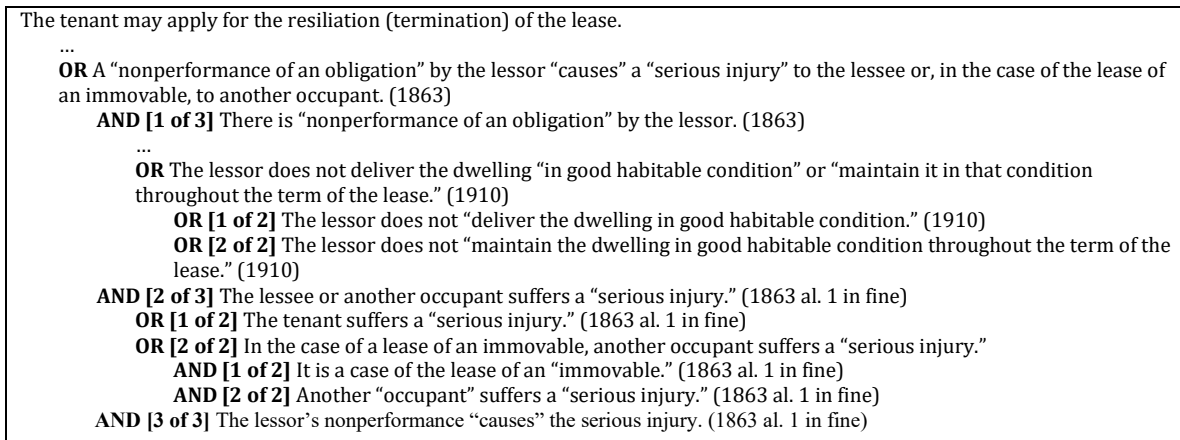 The tenant may apply for the resiliation (termination) of the lease.
…
OR A “nonperformance of an obligation” by the lessor “causes” a “serious injury” to the lessee or, in the case of the lease of
an immovable, to another occupant. (1863)
AND [1 of 3] There is “nonperformance of an obligation” by the lessor. (1863)
…
OR The lessor does not deliver the dwelling “in good habitable condition” or “maintain it in that condition
throughout the term of the lease.” (1910)
OR [1 of 2] The lessor does not “deliver the dwelling in good habitable condition.” (1910)
OR [2 of 2] The lessor does not “maintain the dwelling in good habitable condition throughout the term of the
lease.” (1910)
AND [2 of 3] The lessee or another occupant suffers a “serious injury.” (1863 al. 1 in fine)
OR [1 of 2] The tenant suffers a “serious injury.” (1863 al. 1 in fine)
OR [2 of 2] In the case of a lease of an immovable, another occupant suffers a “serious injury.”
AND [1 of 2] It is a case of the lease of an “immovable.” (1863 al. 1 in fine)
AND [2 of 2] Another “occupant” suffers a “serious injury.” (1863 al. 1 in fine)
AND [3 of 3] The lessor’s nonperformance “causes” the serious injury. (1863 al. 1 in fine)